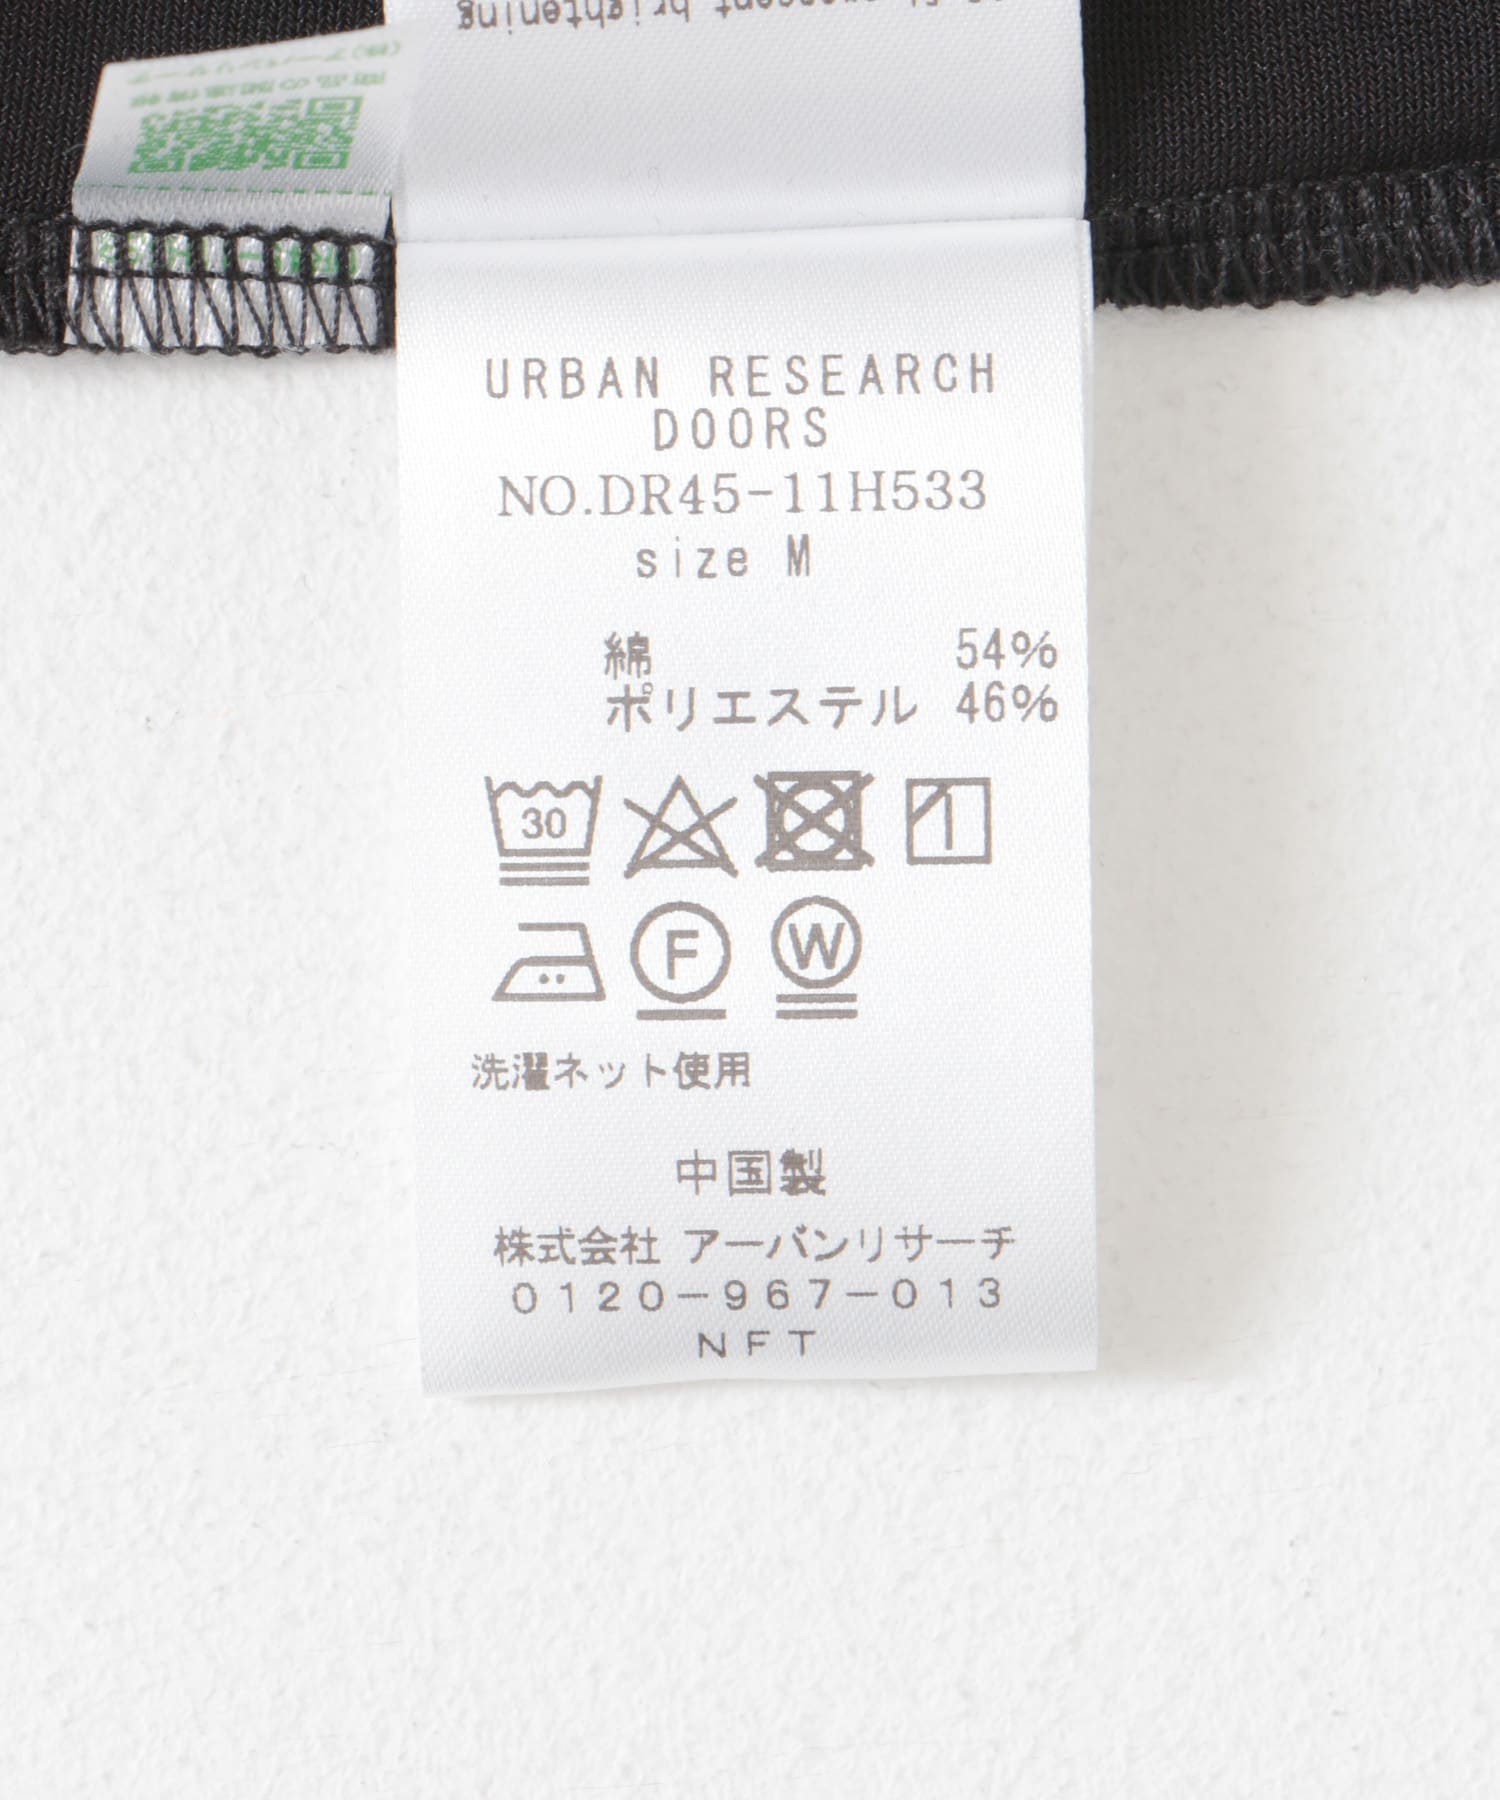 brightening
URBAN RESEARCH
DOORS
NO.DR45-11H533
size M
綿 54%
ポリエステル 46%
30
F W
洗濯ネット使用
中国製
株式会社 アーバンリサーチ
0120-967-013
NFT